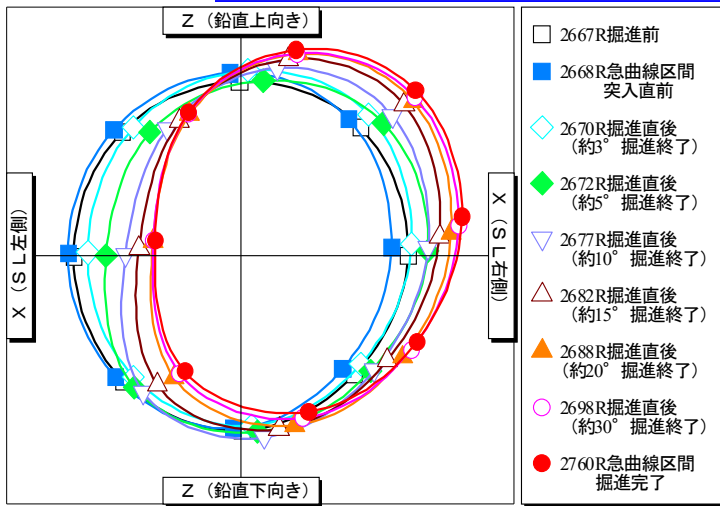 Z（鉛直上向き）
X（ＳＬ左側）
X（ＳＬ右側）
Z（鉛直下向き）
2667R掘進前
2668R急曲線区間
突入直前
2670R掘進直後
（約3°掘進終了）
2672R掘進直後
（約5°掘進終了）
2677R掘進直後
（約10°掘進終了）
2682R掘進直後
（約15°掘進終了）
2688R掘進直後
（約20°掘進終了）
2698R掘進直後
（約30°掘進終了）
2760R急曲線区間
掘進完了